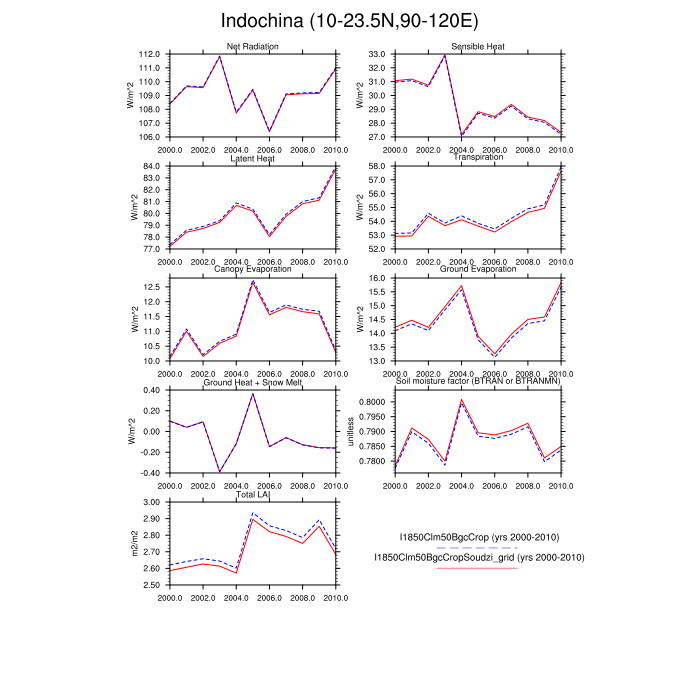 Indochina (10-23.5N,90-120E)
Net Radiation
W/m^2
112.0
111.0
110.0
109.0
108.0
107.0
106.0
2000.0 2002.0 2004.0 2006.0 2008.0 2010.0
Sensible Heat
W/m^2
33.0
32.0
31.0
30.0
29.0
28.0
27.0
2000.0 2002.0 2004.0 2006.0 2008.0 2010.0
Latent Heat
W/m^2
84.0
83.0
82.0
81.0
80.0
79.0
78.0
77.0
2000.0 2002.0 2004.0 2006.0 2008.0 2010.0
Transpiration
W/m^2
58.0
57.0
56.0
55.0
54.0
53.0
52.0
2000.0 2002.0 2004.0 2006.0 2008.0 2010.0
Canopy Evaporation
W/m^2
12.5
12.0
11.5
11.0
10.5
10.0
2000.0 2002.0 2004.0 2006.0 2008.0 2010.0
Ground Evaporation
W/m^2
16.0
15.0
14.5
14.0
13.5
13.0
2000.0 2002.0 2004.0 2006.0 2008.0 2010.0
Ground Heat + Snow Melt
W/m^2
0.40
0.20
0.00
-0.20
-0.40
2000.0 2002.0 2004.0 2006.0 2008.0 2010.0
Soil moisture factor (BTRAN or BTRANMN)
unitless
0.8000
0.7950
0.7900
0.7850
0.7800
2000.0 2002.0 2004.0 2006.0 2008.0 2010.0
Total LAI
m2/m2
3.00
2.90
2.80
2.70
2.60
2.50
2000.0 2002.0 2004.0 2006.0 2008.0 2010.0
I1850Clm50BgcCrop (yrs 2000-2010)
I1850Clm50BgcCropSoudzi_grid (yrs 2000-2010)